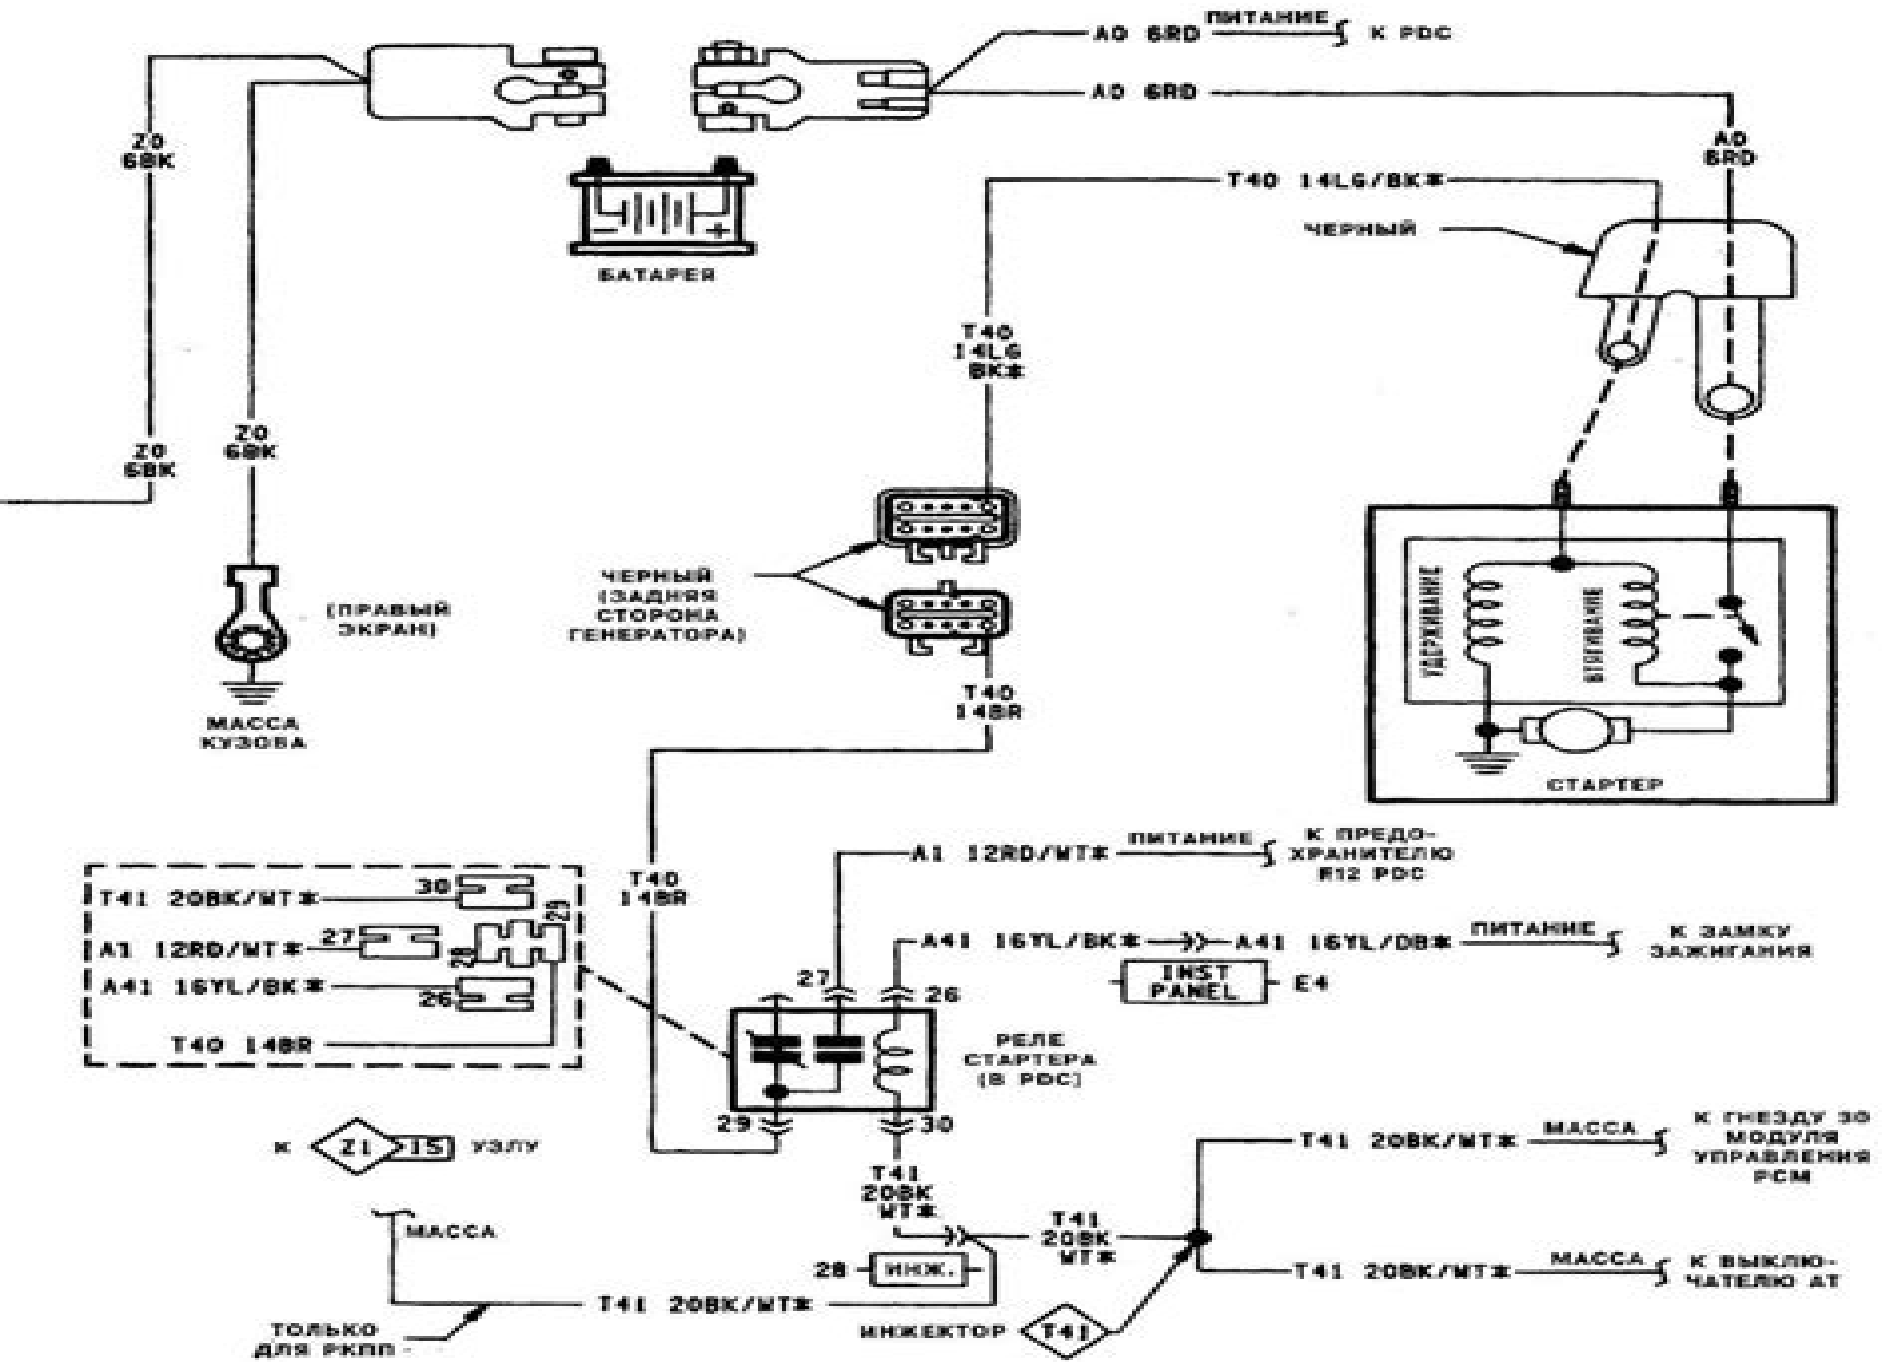 A0 6RD ПИТАНИЕ К PDC
A0 6RD
A0
6RD
Z0
6BK
T40 14LG/BK*
ЧЕРНЫЙ
БАТАРЕЯ
T40
14LG
BK*
Z0
6BK
Z0
6BK
ЧЕРНЫЙ
(ЗАДНЯЯ
СТОРОНА
ГЕНЕРАТОРА)
(ПРАВЫЙ
ЭКРАН)
МАССА
КУЗОВА
T40
14BR
УДЕРЖИВАНИЕ
ВТЯГИВАНИЕ
СТАРТЕР
A1 12RD/WT* ПИТАНИЕ
К ПРЕДО-
ХРАНИТЕЛЮ
F12 PDC
T40
14BR
T41 20BK/WT* 30
29
A1 12RD/WT* 27
28
A41 16YL/BK* 26
T40 14BR
A41 16YL/BK* A41 16YL/DB* ПИТАНИЕ
К ЗАМКУ
ЗАЖИГАНИЯ
INST
PANEL
E4
27
26
РЕЛЕ
СТАРТЕРА
(В PDC)
29
30
К Z1 15 УЗЛУ
T41
20BK
WT*
T41 20BK/WT* МАССА
К ГНЕЗДУ 30
МОДУЛЯ
УПРАВЛЕНИЯ
PCM
МАССА
T41
20BK
WT*
28 ИНЖ.
T41 20BK/WT* МАССА
К ВЫКЛЮ-
ЧАТЕЛЮ АТ
T41 20BK/WT*
ТОЛЬКО
ДЛЯ РКПП
ИНЖЕКТОР T41